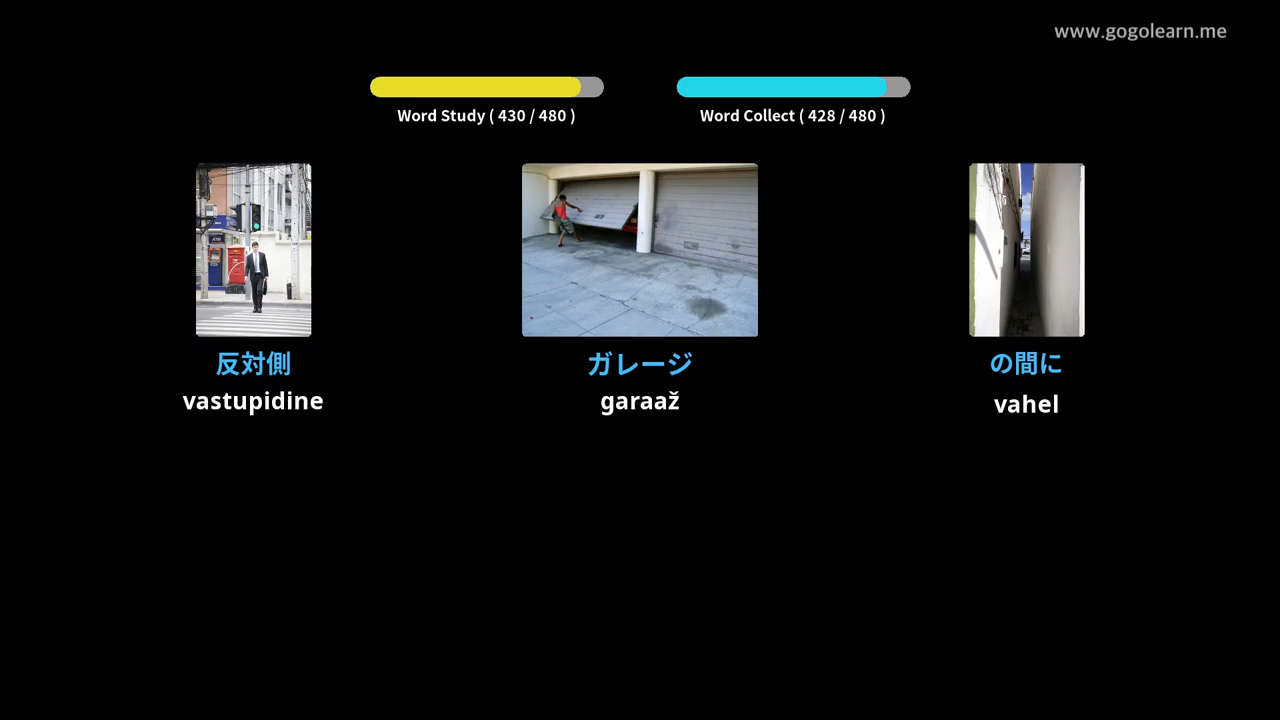 www.gogolearn.me
Word Study ( 430 / 480 )
Word Collect ( 428 / 480 )
反対側
ガレージ
の間に
vastupidine
garaaž
vahel